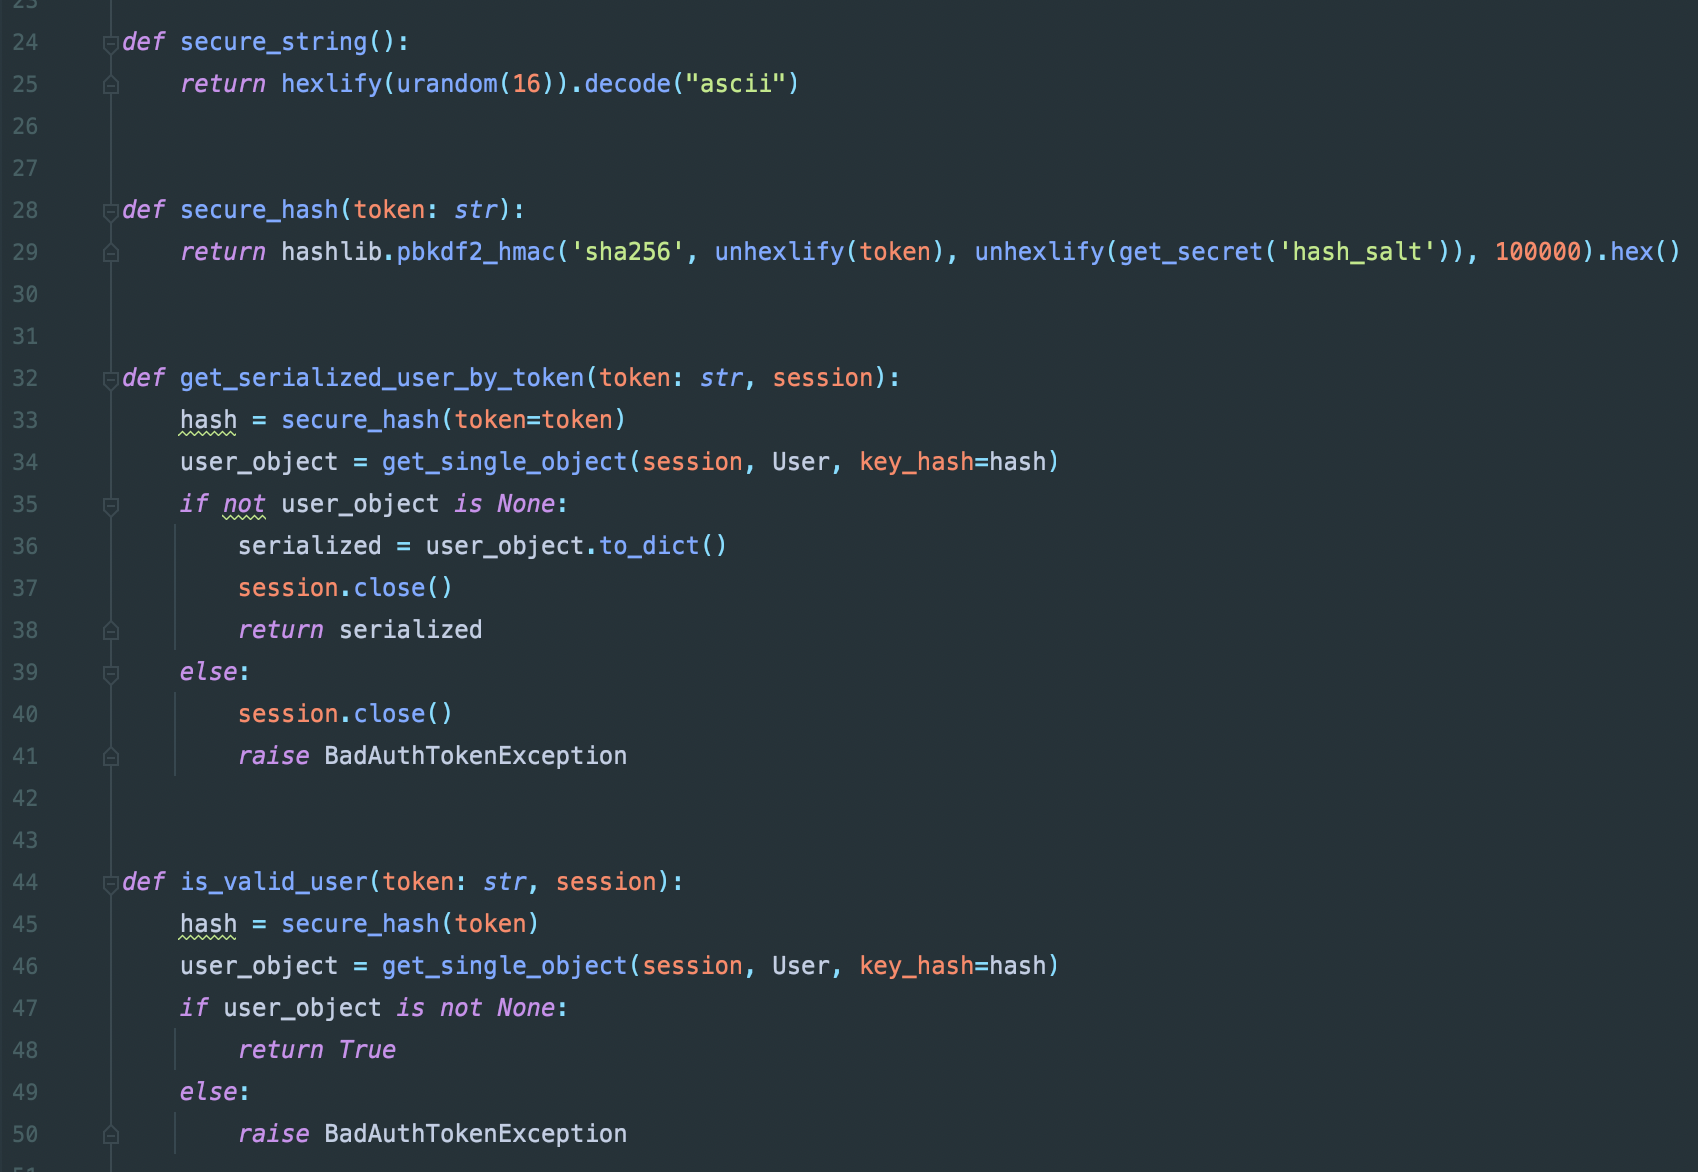 23
24 def secure_string():
25     return hexlify(urandom(16)).decode("ascii")
26
27
28 def secure_hash(token: str):
29     return hashlib.pbkdf2_hmac('sha256', unhexlify(token), unhexlify(get_secret('hash_salt')), 100000).hex()
30
31
32 def get_serialized_user_by_token(token: str, session):
33     hash = secure_hash(token=token)
34     user_object = get_single_object(session, User, key_hash=hash)
35     if not user_object is None:
36         serialized = user_object.to_dict()
37         session.close()
38         return serialized
39     else:
40         session.close()
41         raise BadAuthTokenException
42
43
44 def is_valid_user(token: str, session):
45     hash = secure_hash(token)
46     user_object = get_single_object(session, User, key_hash=hash)
47     if user_object is not None:
48         return True
49     else:
50         raise BadAuthTokenException
51